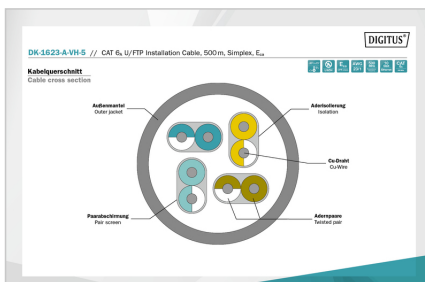 DIGITUS®
DK-1623-A-VH-5 // CAT 6A U/FTP Installation Cable, 500 m, Simplex, Eca
Kabelquerschnitt
Cable cross section
Außenmantel
Outer jacket
Aderisolierung
Isolation
Cu-Draht
Cu-Wire
Paarabschirmung
Pair screen
Adernpaare
Twisted pair